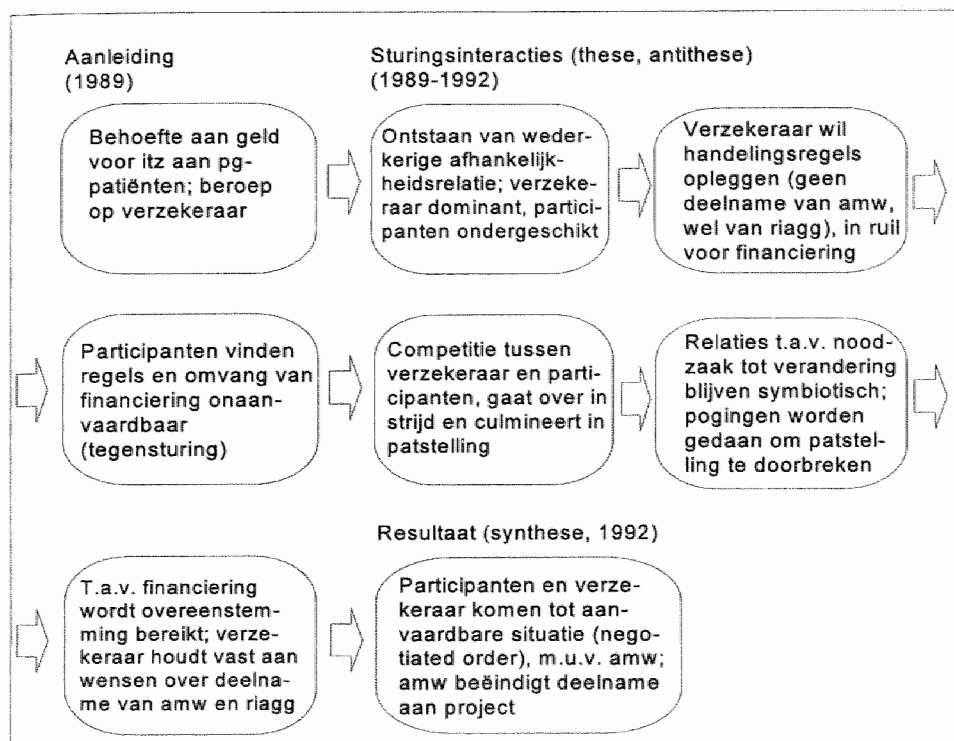 Aanleiding
(1989)
Sturingsinteracties (these, antithese)
(1989-1992)
Behoefte aan geld
voor itz aan pg-
patiënten; beroep
op verzekeraar
Ontstaan van weder-
kerige afhankelijk-
heidsrelatie; verzeke-
raar dominant, partici-
panten ondergeschikt
Verzekeraar wil
handelingsregels
opleggen (geen
deelname van amw,
wel van riagg), in ruil
voor financiering
Participanten vinden
regels en omvang van
financiering onaan-
vaardbaar
(tegensturing)
Competitie tussen
verzekeraar en parti-
cipanten, gaat over in
strijd en culmineert in
patstelling
Relaties t.a.v. nood-
zaak tot verandering
blijven symbiotisch;
pogingen worden
gedaan om patstel-
ling te doorbreken
Resultaat (synthese, 1992)
T.a.v. financiering
wordt overeenstem-
ming bereikt; verze-
keraar houdt vast aan
wensen over deelna-
me van amw en riagg
Participanten en verze-
keraar komen tot aan-
vaardbare situatie (nego-
tiated order), m.u.v. amw;
amw beëindigt deelname
aan project